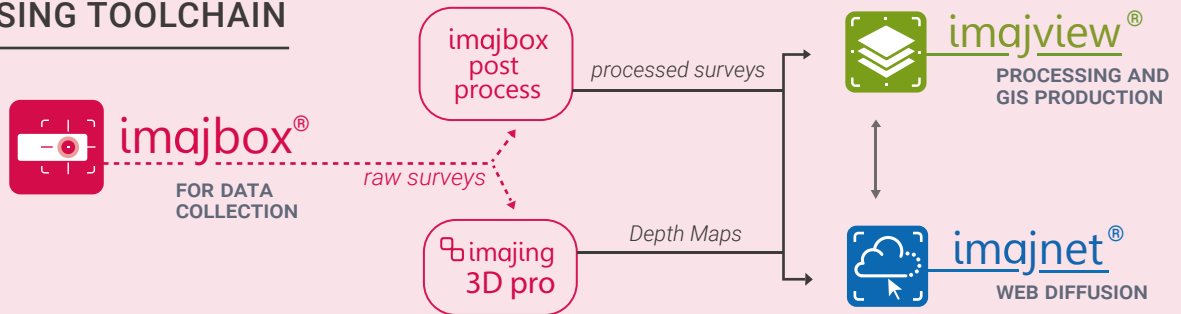 SING TOOLCHAIN
imajbox®
FOR DATA
COLLECTION
raw surveys
imajbox
post
process
processed surveys
imajing
3D pro
Depth Maps
imajview®
PROCESSING AND
GIS PRODUCTION
imajnet®
WEB DIFFUSION